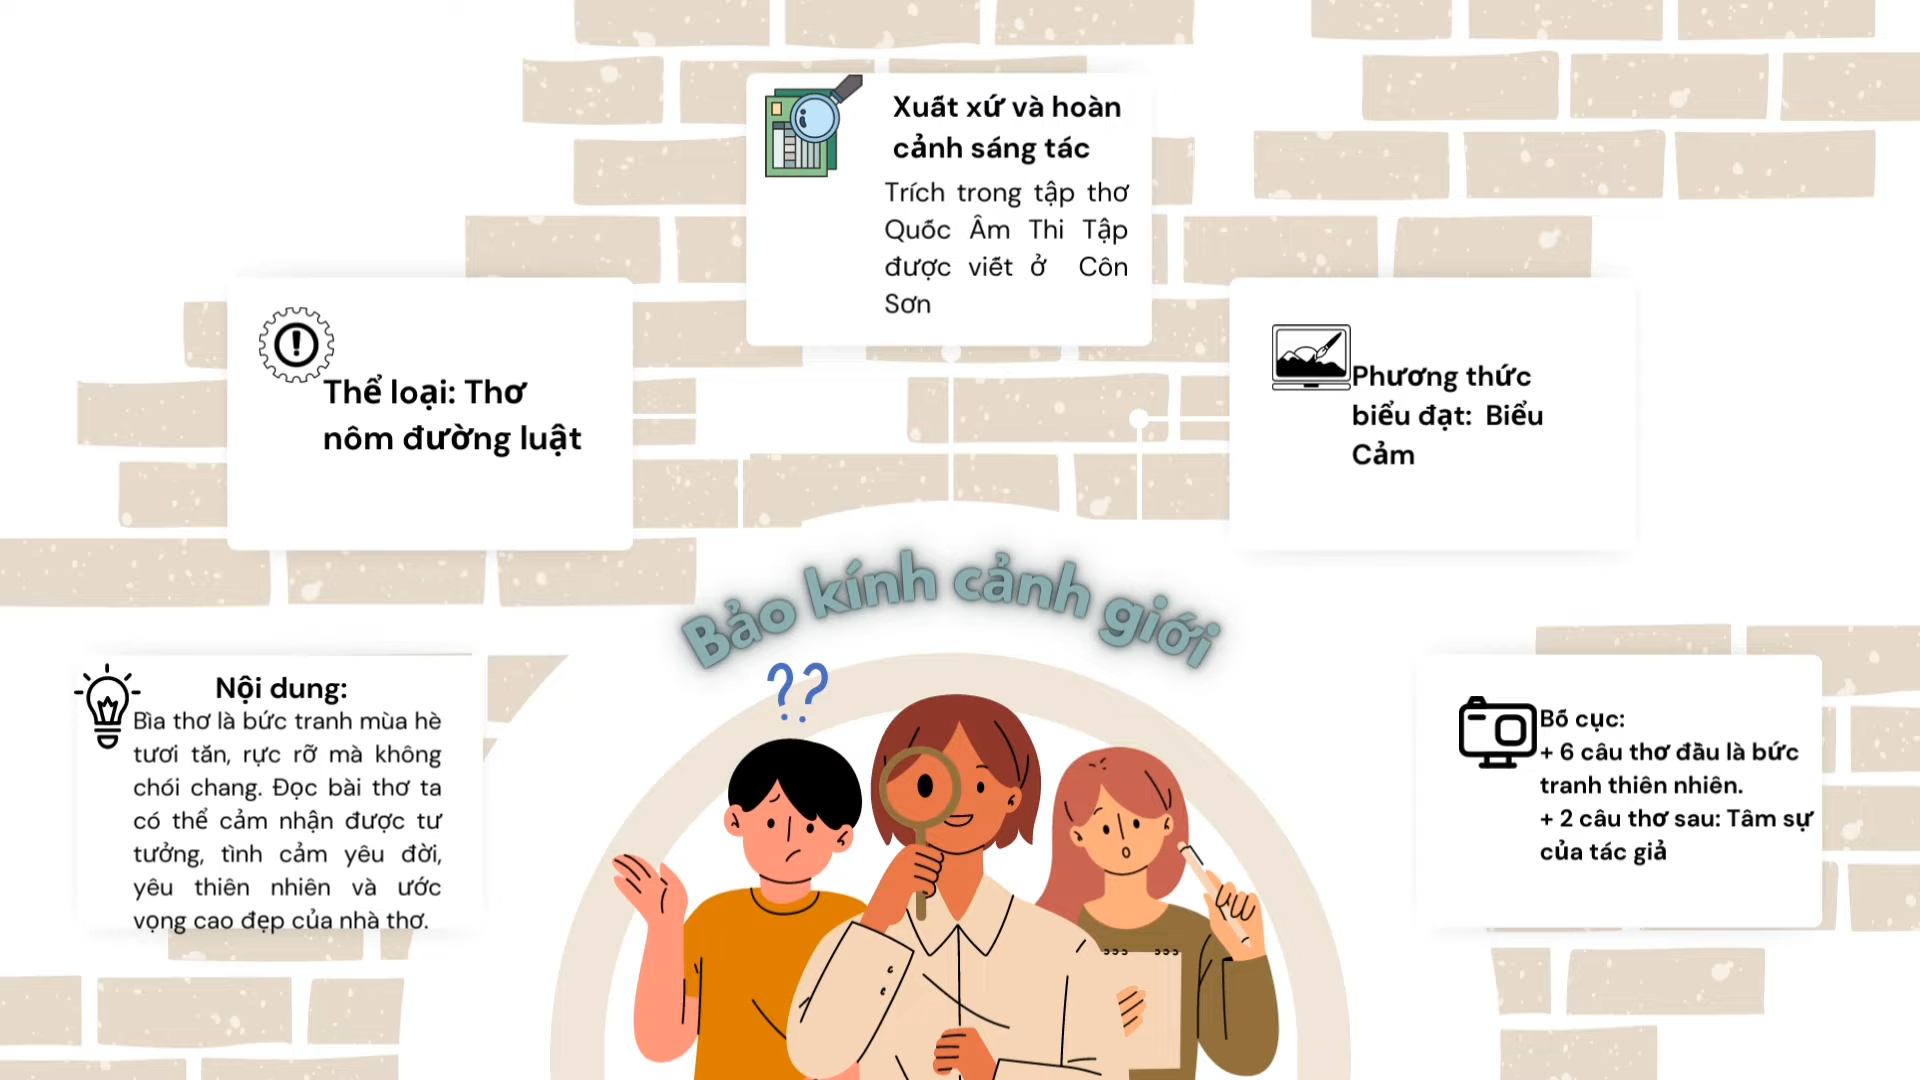 Xuất xứ và hoàn
cảnh sáng tác
Trích trong tập thơ
Quốc Âm Thi Tập
được viết ở Côn
Sơn
Thể loại: Thơ
nôm đường luật
Phương thức
biểu đạt: Biểu
Cảm
Bảo kính cảnh giới
??
Nội dung:
Bìa thơ là bức tranh mùa hè
tươi tăn, rực rỡ mà không
chói chang. Đọc bài thơ ta
có thể cảm nhận được tư
tưởng, tình cảm yêu đời,
yêu thiên nhiên và ước
vọng cao đẹp của nhà thơ.
Bố cục:
+ 6 câu thơ đầu là bức
tranh thiên nhiên.
+ 2 câu thơ sau: Tâm sự
của tác giả